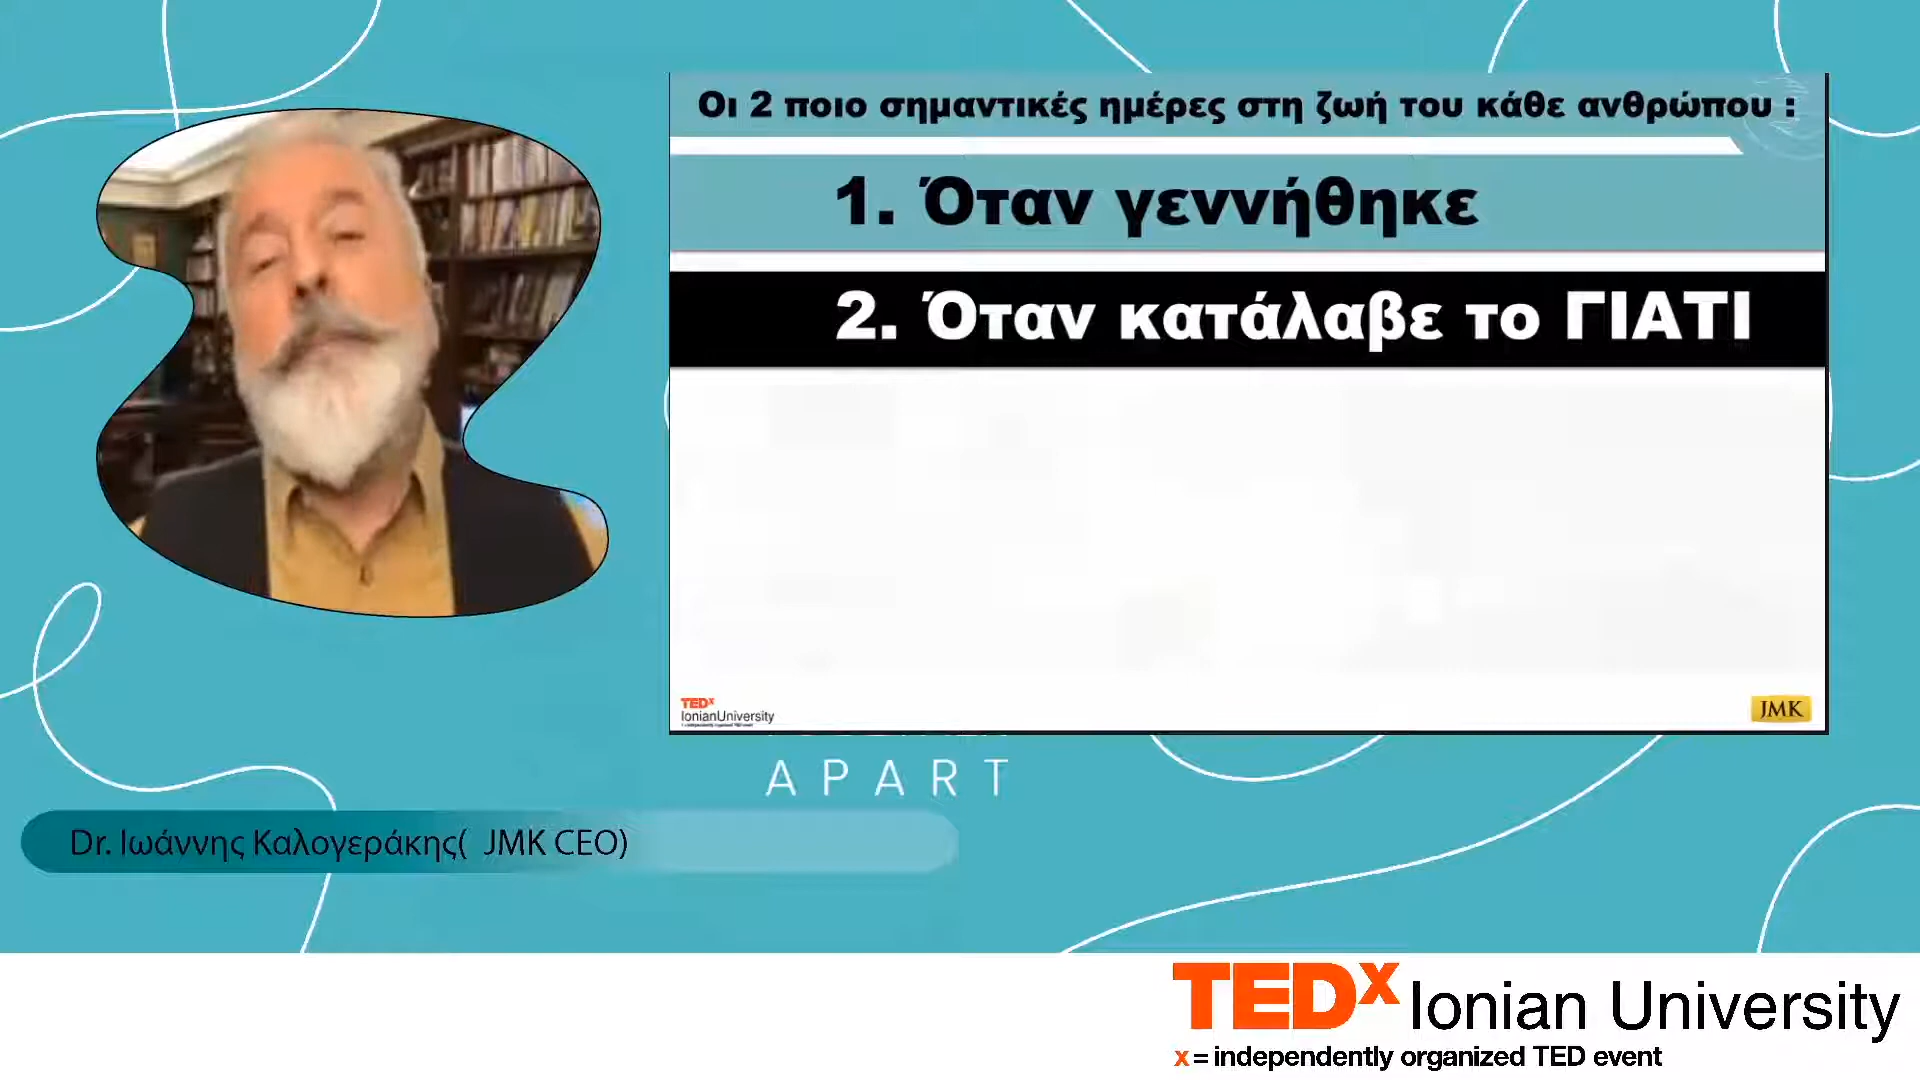 Οι 2 ποιο σημαντικές ημέρες στη ζωή του κάθε ανθρώπου :
1. Όταν γεννήθηκε
2. Όταν κατάλαβε το ΓΙΑΤΙ
TEDx
IonianUniversity
JMK
APART
Dr. Ιωάννης Καλογεράκης( JMK CEO)
TEDx Ionian University
x = independently organized TED event